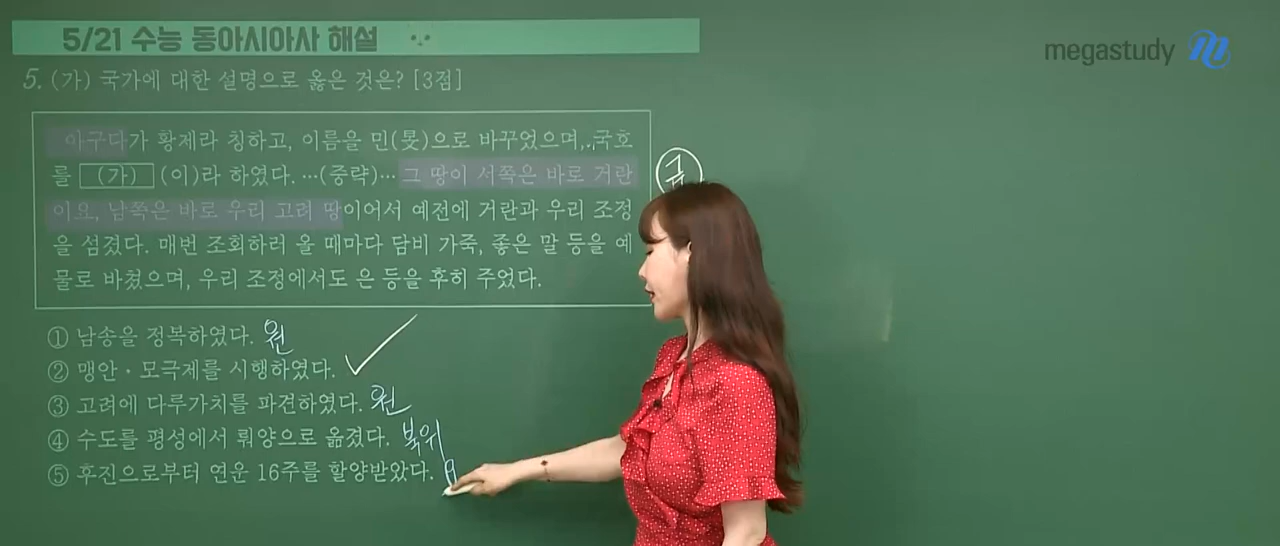 5/21 수능 동아시아사 해설
megastudy
5. (가) 국가에 대한 설명으로 옳은 것은? [3점]
아구다가 황제라 칭하고, 이름을 민(旻)으로 바꾸었으며, 국호
를 (가) (이)라 하였다. …(중략)… 그 땅이 서쪽은 바로 거란
이요, 남쪽은 바로 우리 고려 땅이어서 예전에 거란과 우리 조정
을 섬겼다. 매번 조회하러 올 때마다 담비 가죽, 좋은 말 등을 예
물로 바쳤으며, 우리 조정에서도 은 등을 후히 주었다.
금
① 남송을 정복하였다. 원
② 맹안·모극제를 시행하였다.
③ 고려에 다루가치를 파견하였다. 원
④ 수도를 평성에서 뤄양으로 옮겼다. 북위
⑤ 후진으로부터 연운 16주를 할양받았다.